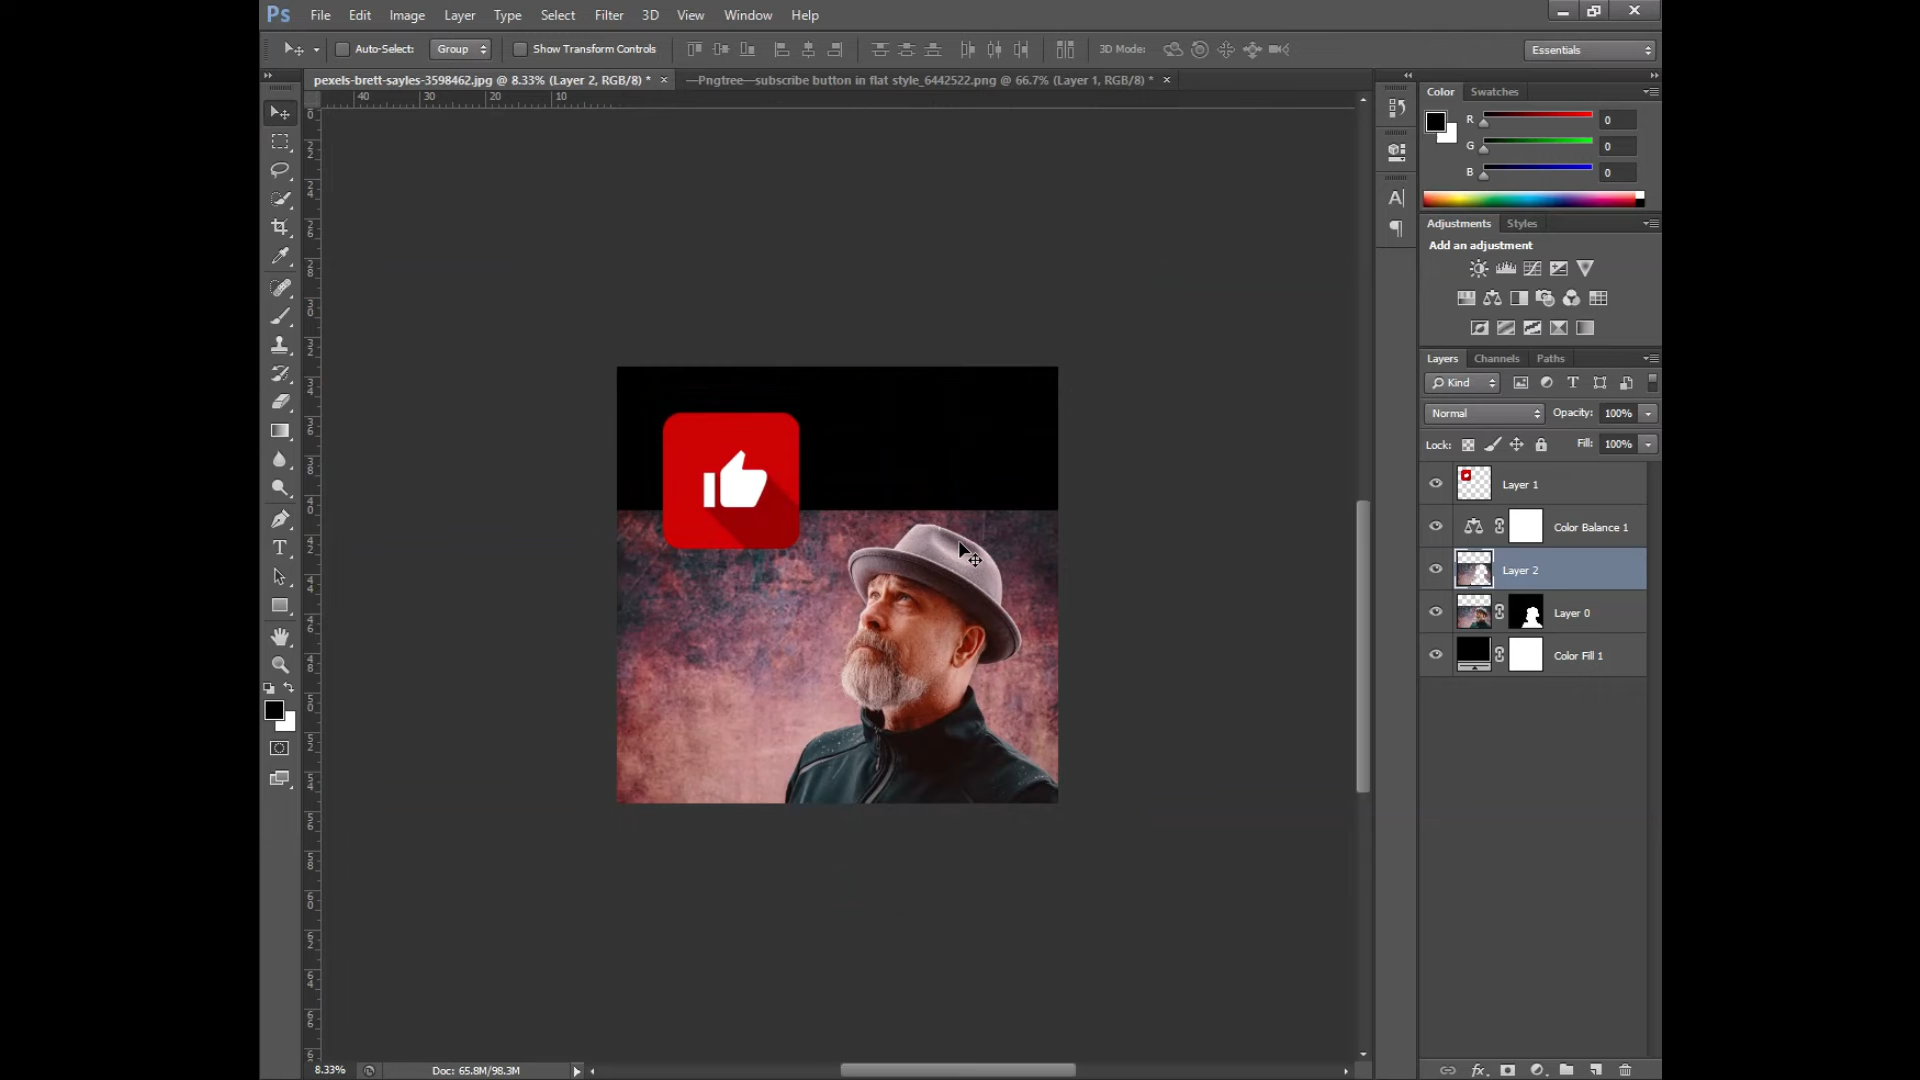 Ps File Edit Image Layer Type Select Filter 3D View Window Help
Auto-Select: Group Show Transform Controls 3D Mode: Essentials
pexels-brett-sayles-3598462.jpg @ 8.33% (Layer 2, RGB/8) * × —Pngtree—subscribe button in flat style_6442522.png @ 66.7% (Layer 1, RGB/8) * ×
40 30 20 10
Color Swatches
R 0
G 0
B 0
Adjustments Styles
Add an adjustment
Layers Channels Paths
Kind
Normal Opacity: 100%
Lock: Fill: 100%
Layer 1
Color Balance 1
Layer 2
Layer 0
Color Fill 1
8.33% Doc: 65.8M/98.3M